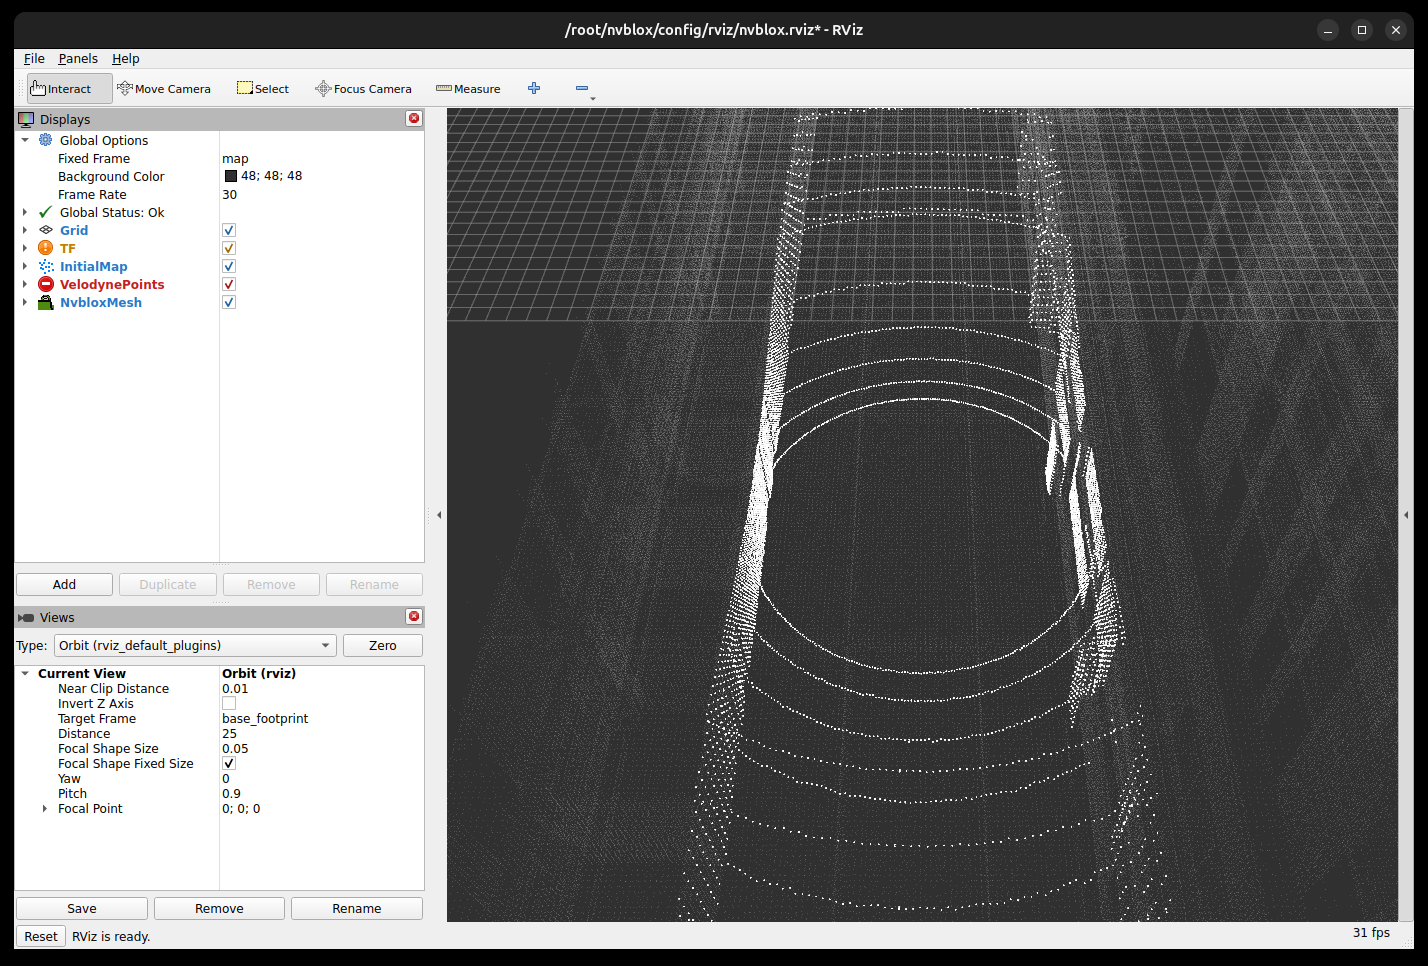 /root/nvblox/config/rviz/nvblox.rviz* - RViz
File Panels Help
Interact Move Camera Select Focus Camera Measure
Displays
Global Options
Fixed Frame map
Background Color 48; 48; 48
Frame Rate 30
Global Status: Ok
Grid
TF
InitialMap
VelodynePoints
NvbloxMesh
Add Duplicate Remove Rename
Views
Type: Orbit (rviz_default_plugins) Zero
Current View Orbit (rviz)
Near Clip Distance 0.01
Invert Z Axis
Target Frame base_footprint
Distance 25
Focal Shape Size 0.05
Focal Shape Fixed Size
Yaw 0
Pitch 0.9
Focal Point 0; 0; 0
Save Remove Rename
Reset RViz is ready. 31 fps